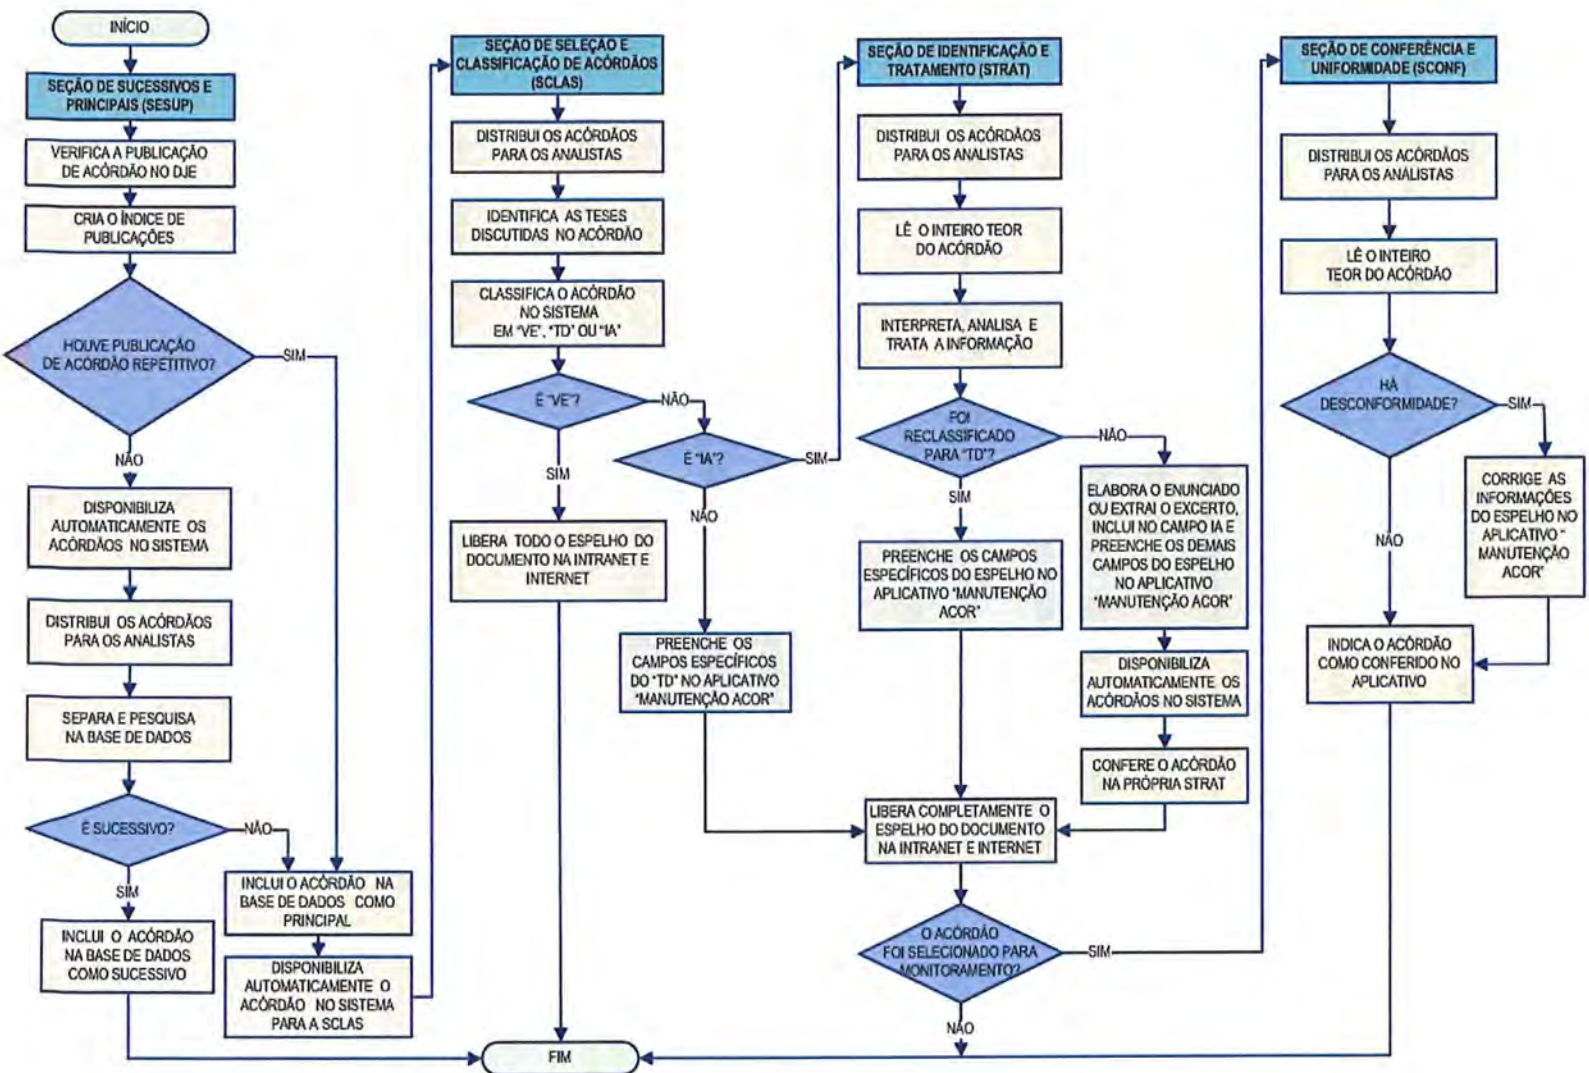 INÍCIO
SEÇÃO DE SUCESSIVOS E
PRINCIPAIS (SESUP)
VERIFICA A PUBLICAÇÃO
DE ACÓRDÃO NO DJE
CRIA O ÍNDICE DE
PUBLICAÇÕES
HOUVE PUBLICAÇÃO
DE ACÓRDÃO REPETITIVO?
SIM
NÃO
DISPONIBILIZA
AUTOMATICAMENTE OS
ACÓRDÃOS NO SISTEMA
DISTRIBUI OS ACÓRDÃOS
PARA OS ANALISTAS
SEPARA E PESQUISA
NA BASE DE DADOS
É SUCESSIVO?
NÃO
SIM
INCLUI O ACÓRDÃO
NA BASE DE DADOS
COMO SUCESSIVO
INCLUI O ACÓRDÃO NA
BASE DE DADOS COMO
PRINCIPAL
DISPONIBILIZA
AUTOMATICAMENTE O
ACÓRDÃO NO SISTEMA
PARA A SCLAS
SEÇÃO DE SELEÇÃO E
CLASSIFICAÇÃO DE ACÓRDÃOS
(SCLAS)
DISTRIBUI OS ACÓRDÃOS
PARA OS ANALISTAS
IDENTIFICA AS TESES
DISCUTIDAS NO ACÓRDÃO
CLASSIFICA O ACÓRDÃO
NO SISTEMA
EM "VE", "TD" OU "IA"
É "VE"?
NÃO
SIM
LIBERA TODO O ESPELHO DO
DOCUMENTO NA INTRANET E
INTERNET
É "IA"?
SIM
NÃO
PREENCHE OS
CAMPOS ESPECÍFICOS
DO "TD" NO APLICATIVO
"MANUTENÇÃO ACOR"
SEÇÃO DE IDENTIFICAÇÃO E
TRATAMENTO (STRAT)
DISTRIBUI OS ACÓRDÃOS
PARA OS ANALISTAS
LÊ O INTEIRO TEOR
DO ACÓRDÃO
INTERPRETA, ANALISA E
TRATA A INFORMAÇÃO
FOI
RECLASSIFICADO
PARA "TD"?
NÃO
SIM
PREENCHE OS CAMPOS
ESPECÍFICOS DO ESPELHO NO
APLICATIVO "MANUTENÇÃO
ACOR"
ELABORA O ENUNCIADO
OU EXTRAI O EXCERTO,
INCLUI NO CAMPO IA E
PREENCHE OS DEMAIS
CAMPOS DO ESPELHO
NO APLICATIVO
"MANUTENÇÃO ACOR"
DISPONIBILIZA
AUTOMATICAMENTE OS
ACÓRDÃOS NO SISTEMA
CONFERE O ACÓRDÃO
NA PRÓPRIA STRAT
LIBERA COMPLETAMENTE O
ESPELHO DO DOCUMENTO
NA INTRANET E INTERNET
O ACÓRDÃO
FOI SELECIONADO PARA
MONITORAMENTO?
SIM
NÃO
SEÇÃO DE CONFERÊNCIA E
UNIFORMIDADE (SCONF)
DISTRIBUI OS ACÓRDÃOS
PARA OS ANALISTAS
LÊ O INTEIRO
TEOR DO ACÓRDÃO
HÁ
DESCONFORMIDADE?
SIM
NÃO
CORRIGE AS
INFORMAÇÕES
DO ESPELHO NO
APLICATIVO "
MANUTENÇÃO
ACOR"
INDICA O ACÓRDÃO
COMO CONFERIDO NO
APLICATIVO
FIM